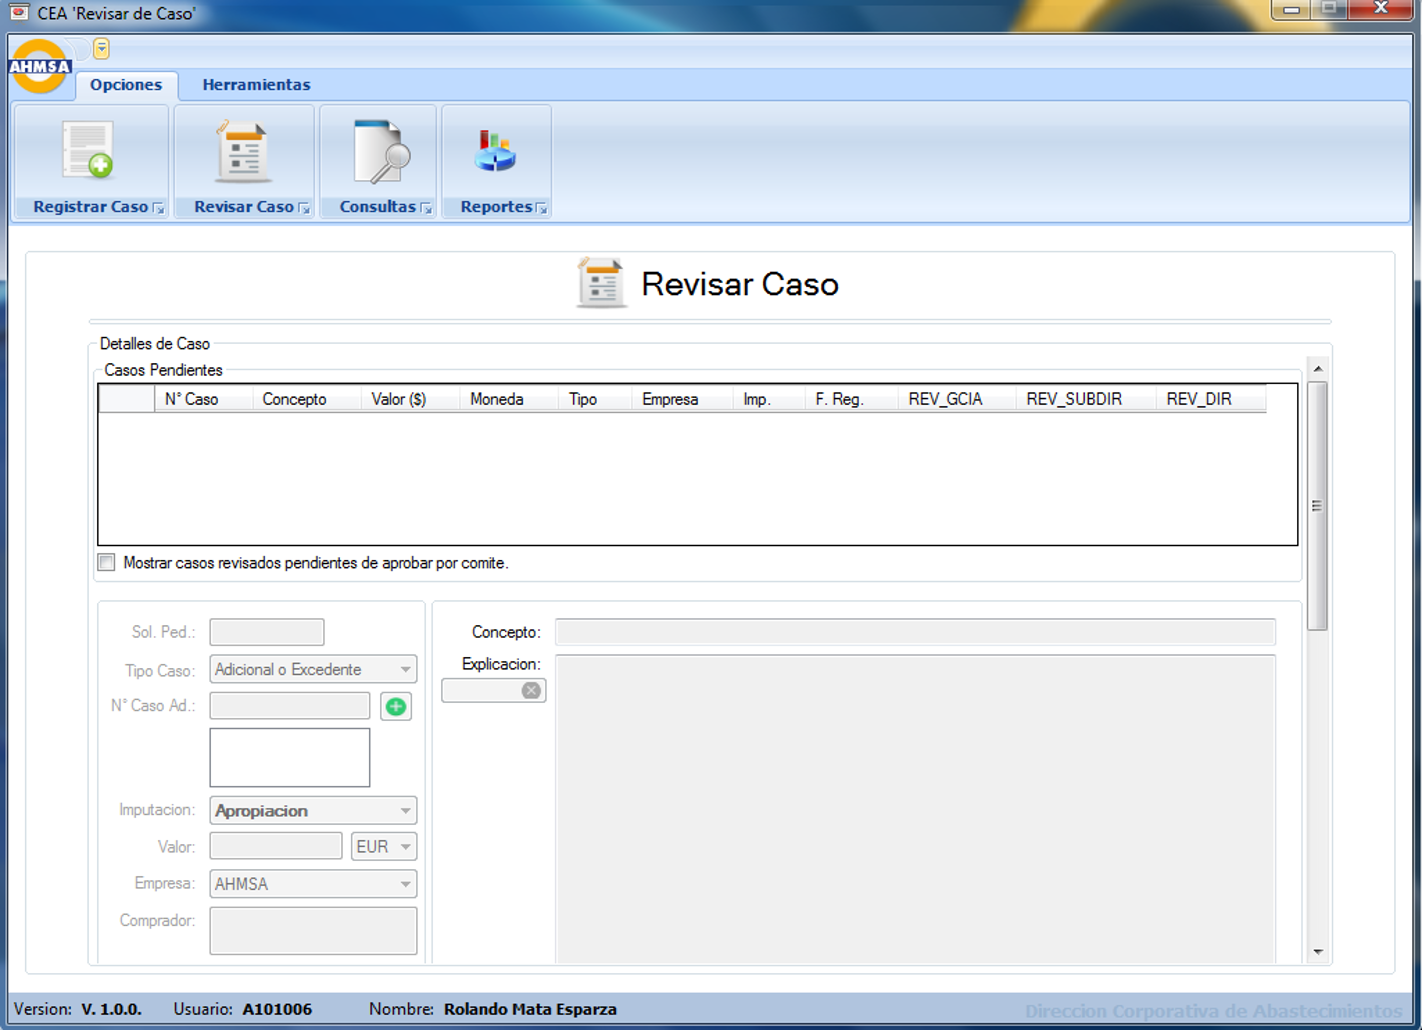 CEA 'Revisar de Caso'
AHMSA
Opciones Herramientas
Registrar Caso Revisar Caso Consultas Reportes
Revisar Caso
Detalles de Caso
Casos Pendientes
N° Caso Concepto Valor ($) Moneda Tipo Empresa Imp. F. Reg. REV_GCIA REV_SUBDIR REV_DIR
Mostrar casos revisados pendientes de aprobar por comite.
Sol. Ped.:
Tipo Caso: Adicional o Excedente
N° Caso Ad.:
Imputacion: Apropiacion
Valor: EUR
Empresa: AHMSA
Comprador:
Concepto:
Explicacion:
Version: V. 1.0.0. Usuario: A101006 Nombre: Rolando Mata Esparza Direccion Corporativa de Abastecimientos